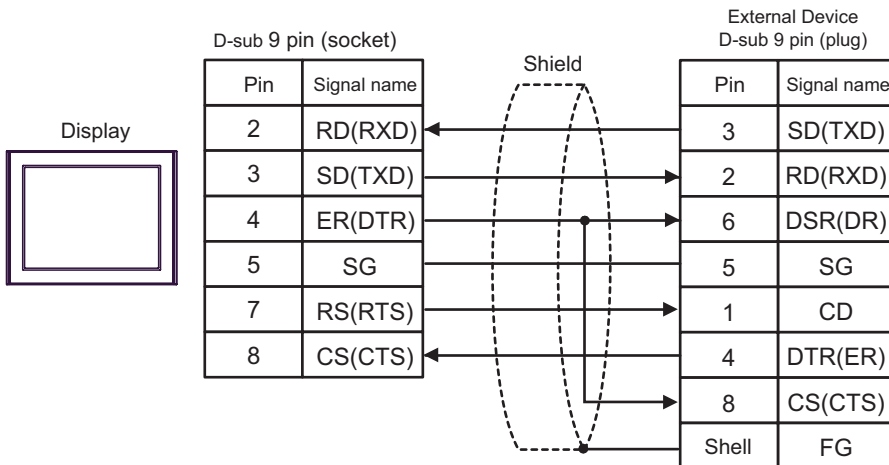 External Device
D-sub 9 pin (socket)
D-sub 9 pin (plug)
Shield
Pin Signal name
Pin Signal name
Display
2 RD(RXD)
3 SD(TXD)
3 SD(TXD)
2 RD(RXD)
4 ER(DTR)
6 DSR(DR)
5 SG
5 SG
7 RS(RTS)
1 CD
8 CS(CTS)
4 DTR(ER)
8 CS(CTS)
Shell FG